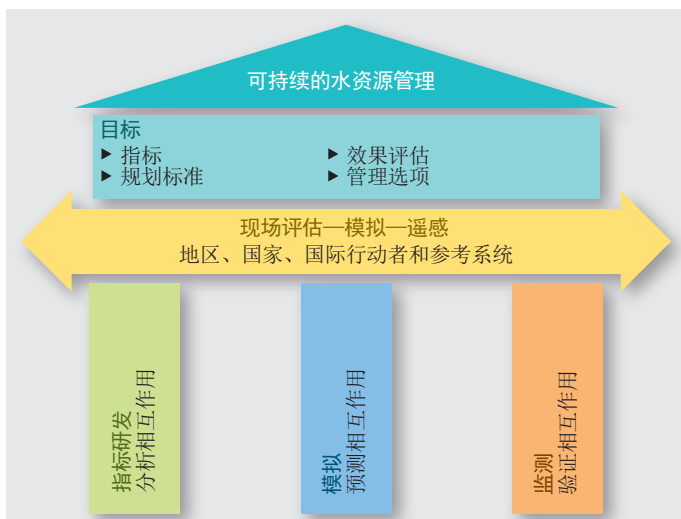 可持续的水资源管理
目标
▶ 指标
▶ 规划标准
▶ 效果评估
▶ 管理选项
现场评估—模拟—遥感
地区、国家、国际行动者和参考系统
指标研发
分析相互作用
模拟
预测相互作用
监测
验证相互作用